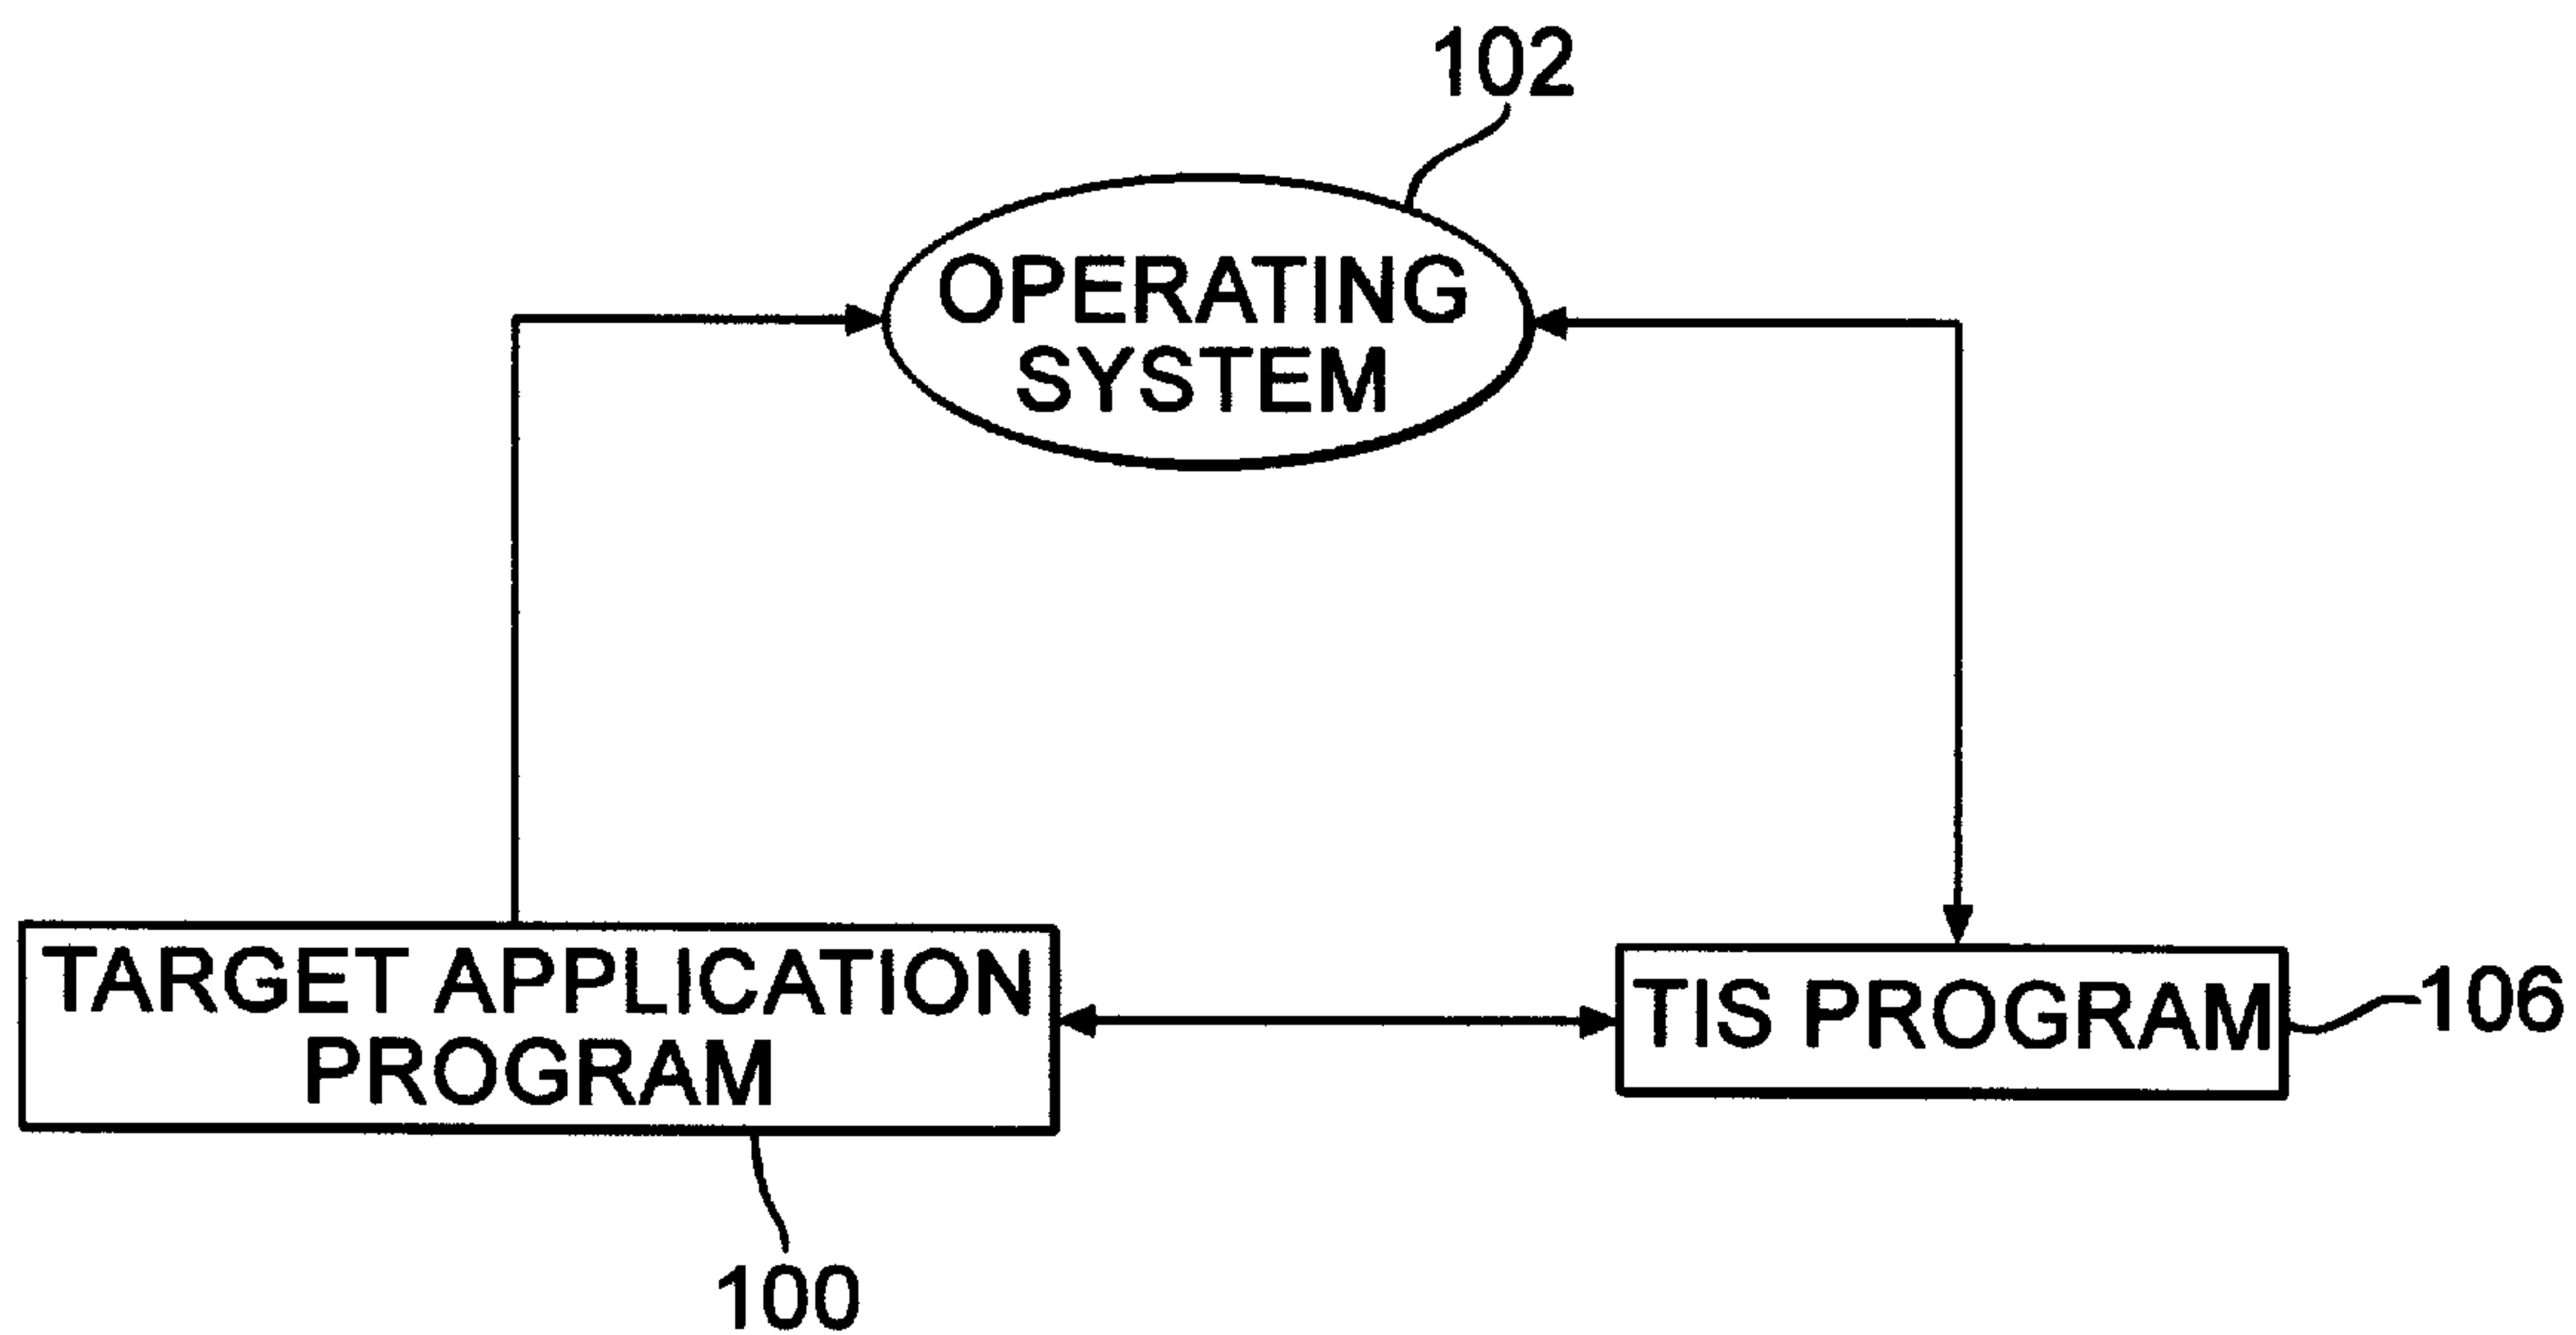 102
OPERATING
SYSTEM
TARGET APPLICATION
PROGRAM
TIS PROGRAM
106
100